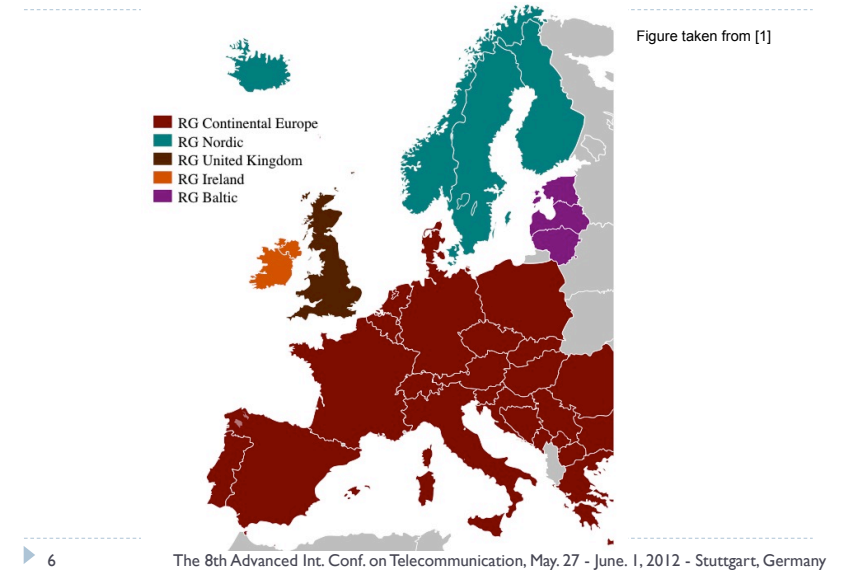 Figure taken from [1]
RG Continental Europe
RG Nordic
RG United Kingdom
RG Ireland
RG Baltic
6
The 8th Advanced Int. Conf. on Telecommunication, May. 27 - June. 1, 2012 - Stuttgart, Germany